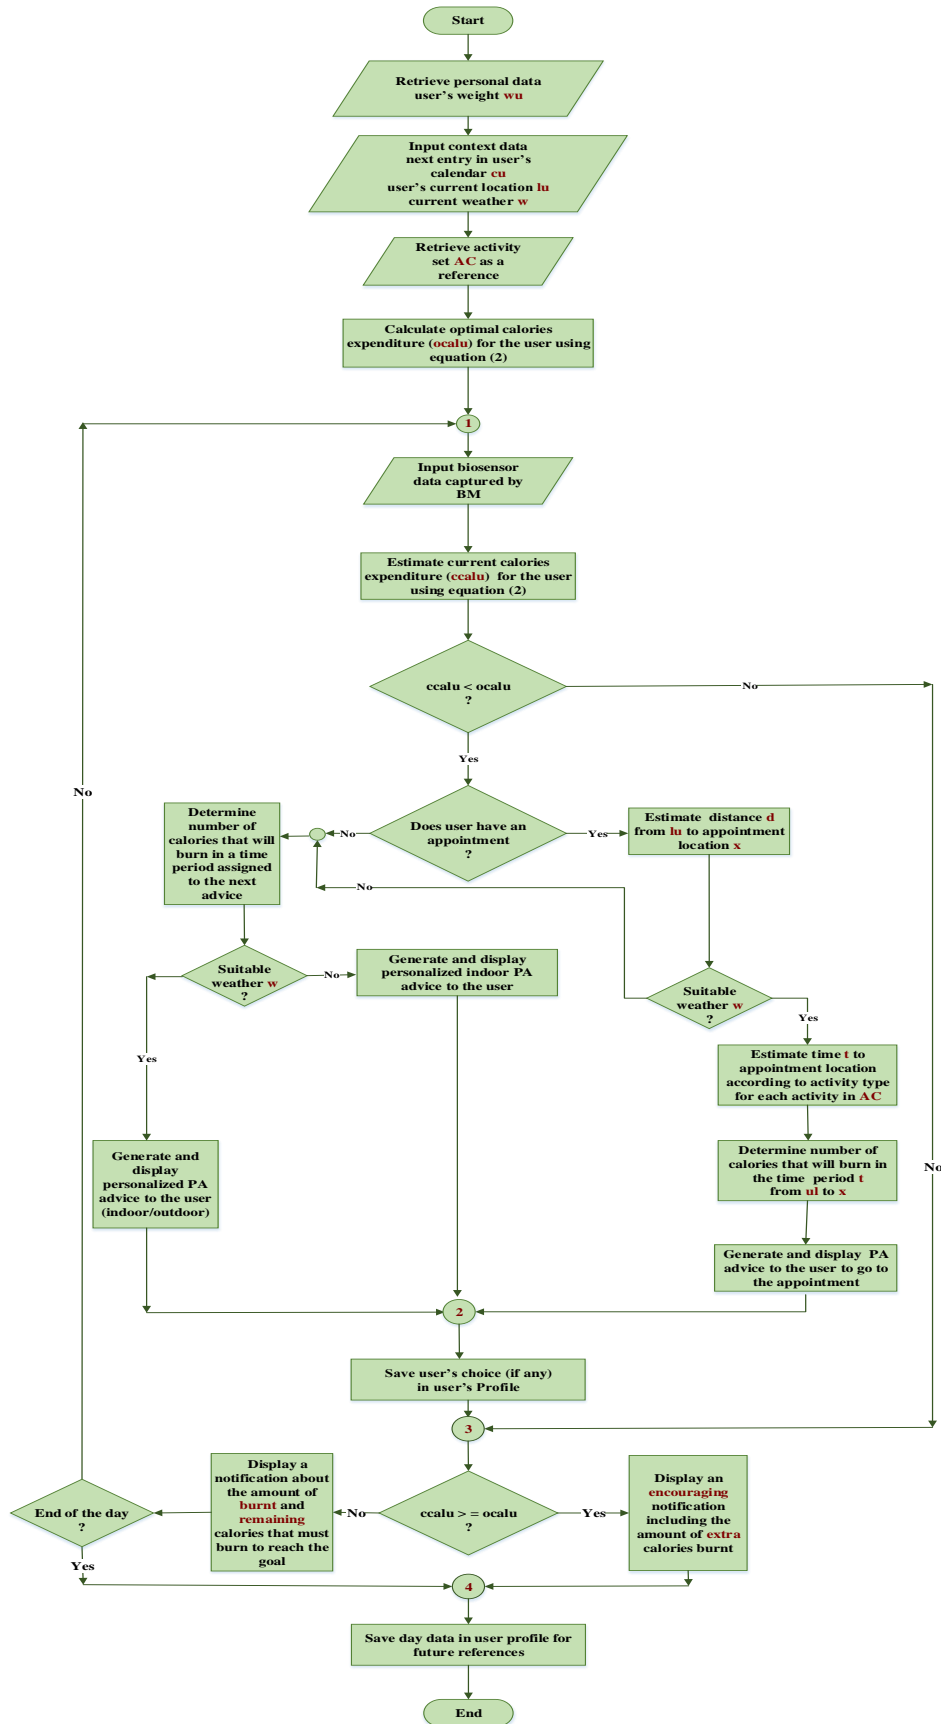 Start
Retrieve personal data
user's weight wu
Input context data
next entry in user's
calendar cu
user's current location lu
current weather w
Retrieve activity
set AC as a
reference
Calculate optimal calories
expenditure (ocalu) for the user using
equation (2)
1
Input biosensor
data captured by
BM
Estimate current calories
expenditure (ccalu) for the user
using equation (2)
ccalu < ocalu
?
No
Yes
No
Does user have an
appointment
?
No
Yes
Determine
number of
calories that will
burn in a time
period assigned
to the next
advice
Estimate distance d
from lu to appointment
location x
No
Suitable
weather w
?
No
Generate and display
personalized indoor PA
advice to the user
Suitable
weather w
?
Yes
Yes
Estimate time t to
appointment location
according to activity type
for each activity in AC
Generate and
display
personalized PA
advice to the user
(indoor/outdoor)
Determine number of
calories that will burn in
the time period t
from ul to x
No
Generate and display PA
advice to the user to go to
the appointment
2
Save user's choice (if any)
in user's Profile
3
End of the day
?
Display a
notification about
the amount of
burnt and
remaining
calories that must
burn to reach the
goal
No
ccalu > = ocalu
?
Yes
Display an
encouraging
notification
including the
amount of extra
calories burnt
Yes
4
Save day data in user profile for
future references
End